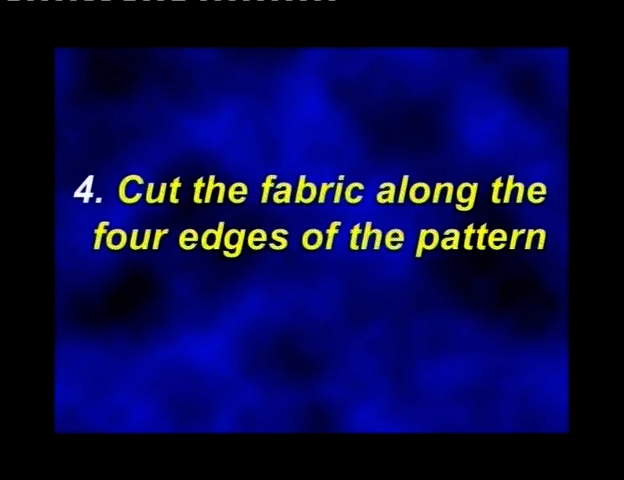 4. Cut the fabric along the
four edges of the pattern